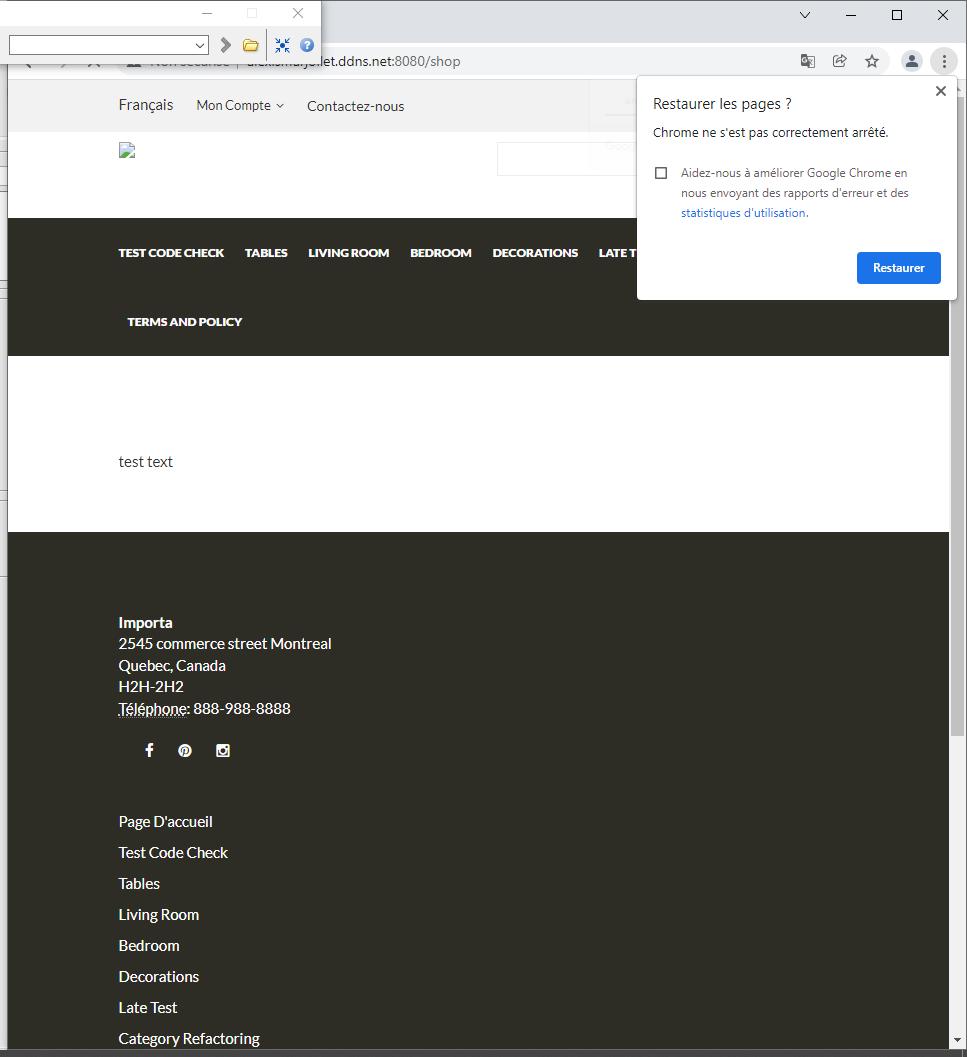 .ddns.net:8080/shop
Français Mon Compte Contactez-nous
Restaurer les pages ?
Chrome ne s'est pas correctement arrêté.
Aidez-nous à améliorer Google Chrome en
nous envoyant des rapports d'erreur et des
statistiques d'utilisation.
Restaurer
TEST CODE CHECK TABLES LIVING ROOM BEDROOM DECORATIONS LATE T
TERMS AND POLICY
test text
Importa
2545 commerce street Montreal
Quebec, Canada
H2H-2H2
Téléphone: 888-988-8888
Page D'accueil
Test Code Check
Tables
Living Room
Bedroom
Decorations
Late Test
Category Refactoring